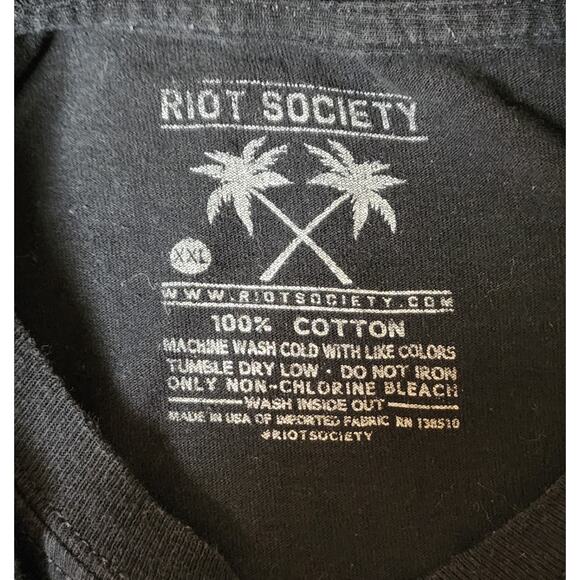 RIOT SOCIETY
XXL
WWW.RIOTSOCIETY.COM
100% COTTON
MACHINE WASH COLD WITH LIKE COLORS
TUMBLE DRY LOW · DO NOT IRON
ONLY NON-CHLORINE BLEACH
WASH INSIDE OUT
MADE IN USA OF IMPORTED FABRIC RN 138510
#RIOTSOCIETY